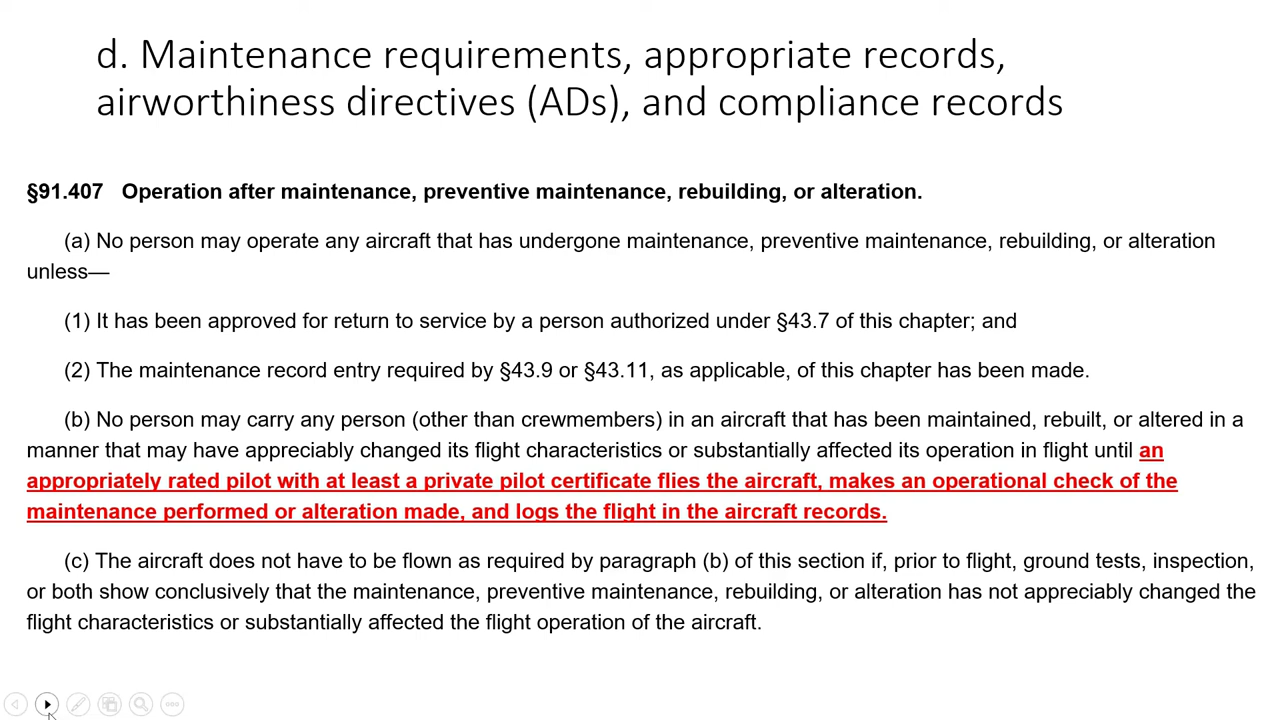 d. Maintenance requirements, appropriate records,
airworthiness directives (ADs), and compliance records
§91.407 Operation after maintenance, preventive maintenance, rebuilding, or alteration.
(a) No person may operate any aircraft that has undergone maintenance, preventive maintenance, rebuilding, or alteration
unless—
(1) It has been approved for return to service by a person authorized under §43.7 of this chapter; and
(2) The maintenance record entry required by §43.9 or §43.11, as applicable, of this chapter has been made.
(b) No person may carry any person (other than crewmembers) in an aircraft that has been maintained, rebuilt, or altered in a
manner that may have appreciably changed its flight characteristics or substantially affected its operation in flight until an
appropriately rated pilot with at least a private pilot certificate flies the aircraft, makes an operational check of the
maintenance performed or alteration made, and logs the flight in the aircraft records.
(c) The aircraft does not have to be flown as required by paragraph (b) of this section if, prior to flight, ground tests, inspection,
or both show conclusively that the maintenance, preventive maintenance, rebuilding, or alteration has not appreciably changed the
flight characteristics or substantially affected the flight operation of the aircraft.